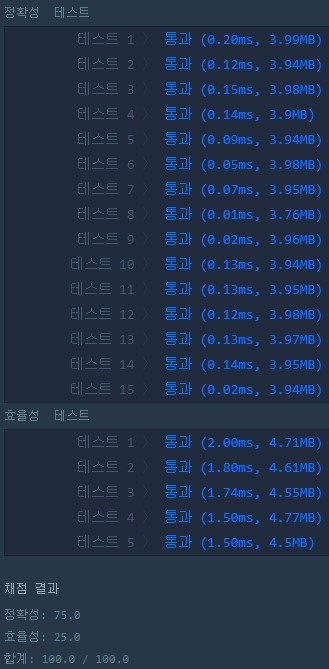 정확성 테스트
테스트 1 〉 통과 (0.20ms, 3.99MB)
테스트 2 〉 통과 (0.12ms, 3.94MB)
테스트 3 〉 통과 (0.15ms, 3.98MB)
테스트 4 〉 통과 (0.14ms, 3.9MB)
테스트 5 〉 통과 (0.09ms, 3.94MB)
테스트 6 〉 통과 (0.05ms, 3.98MB)
테스트 7 〉 통과 (0.07ms, 3.95MB)
테스트 8 〉 통과 (0.01ms, 3.76MB)
테스트 9 〉 통과 (0.02ms, 3.96MB)
테스트 10 〉 통과 (0.13ms, 3.94MB)
테스트 11 〉 통과 (0.13ms, 3.95MB)
테스트 12 〉 통과 (0.12ms, 3.98MB)
테스트 13 〉 통과 (0.13ms, 3.97MB)
테스트 14 〉 통과 (0.14ms, 3.95MB)
테스트 15 〉 통과 (0.02ms, 3.94MB)
효율성 테스트
테스트 1 〉 통과 (2.00ms, 4.71MB)
테스트 2 〉 통과 (1.80ms, 4.61MB)
테스트 3 〉 통과 (1.74ms, 4.55MB)
테스트 4 〉 통과 (1.50ms, 4.77MB)
테스트 5 〉 통과 (1.50ms, 4.5MB)
채점 결과
정확성: 75.0
효율성: 25.0
합계: 100.0 / 100.0